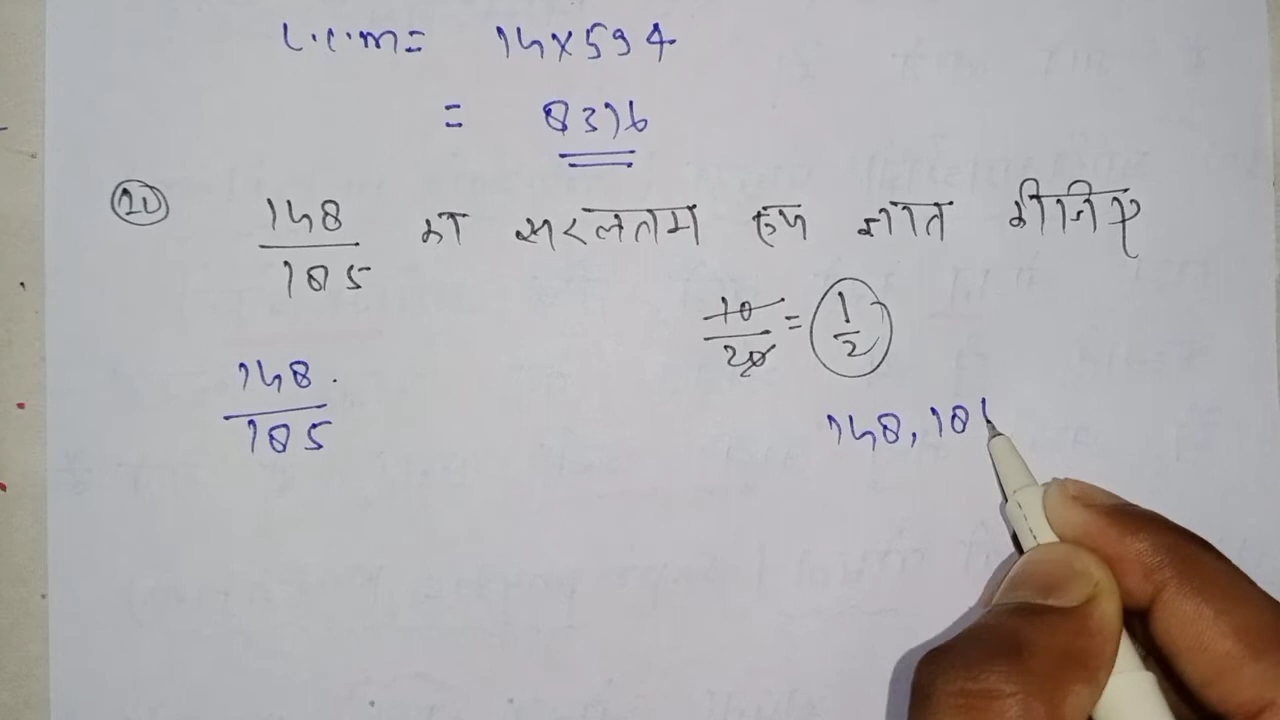 L.C.M = 14×594
= 8316
20 148/185 का सरलतम रूप ज्ञात कीजिए
10/20 = 1/2
148/185
148, 18